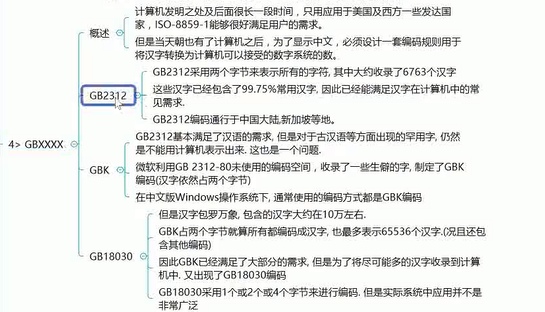 计算机发明之处及后面很长一段时间，只用应用于美国及西方一些发达国
家，ISO-8859-1能够很好满足用户的需求。
概述
但是当天朝也有了计算机之后，为了显示中文，必须设计一套编码规则用于
将汉字转换为计算机可以接受的数字系统的数。
GB2312采用两个字节来表示所有的字符, 其中大约收录了6763个汉字
GB2312
这些汉字已经包含了99.75%常用汉字, 因此已经能满足汉字在计算机中的常
见需求.
GB2312编码通行于中国大陆,新加坡等地。
4> GBXXXX
GB2312基本满足了汉语的需求, 但是对于古汉语等方面出现的罕用字, 仍然
是不能用计算机表示出来. 这也是一个问题.
GBK
微软利用GB 2312-80未使用的编码空间，收录了一些生僻的字, 制定了GBK
编码(汉字依然占两个字节)
在中文版Windows操作系统下, 通常使用的编码方式都是GBK编码
但是汉字包罗万象, 包含的汉字大约在10万左右.
GBK占两个字节就算所有都编码成汉字, 也最多表示65536个汉字.(况且还包
含其他编码)
GB18030
因此GBK已经满足了大部分的需求, 但是为了将尽可能多的汉字收录到计算
机中. 又出现了GB18030编码
GB18030采用1个或2个或4个字节来进行编码. 但是实际系统中应用并不是
非常广泛